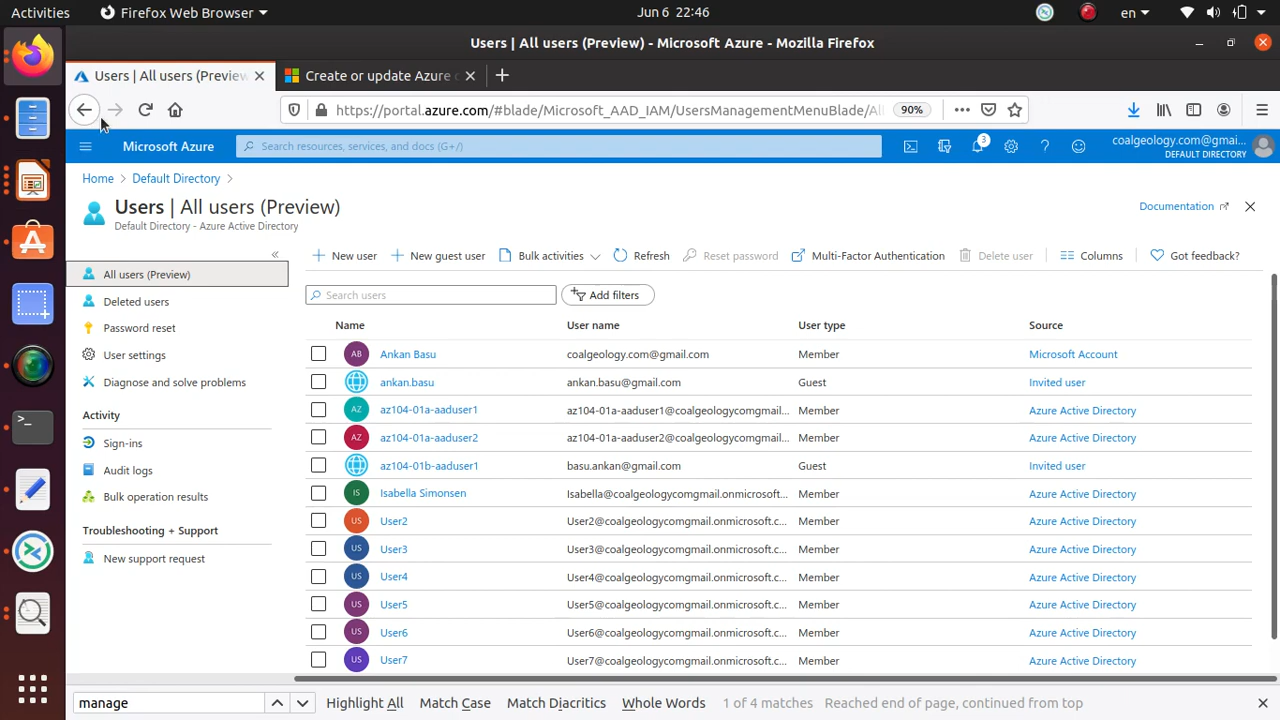 Activities Firefox Web Browser Jun 6 22:46 en
Users | All users (Preview) - Microsoft Azure - Mozilla Firefox
Users | All users (Preview Create or update Azure
https://portal.azure.com/#blade/Microsoft_AAD_IAM/UsersManagementMenuBlade/Al 90%
Microsoft Azure Search resources, services, and docs (G+/) 3 coalgeology.com@gmai...
DEFAULT DIRECTORY
Home Default Directory
Users | All users (Preview) Documentation
Default Directory - Azure Active Directory
New user New guest user Bulk activities Refresh Reset password Multi-Factor Authentication Delete user Columns Got feedback?
All users (Preview)
Deleted users
Password reset
User settings
Diagnose and solve problems
Activity
Sign-ins
Audit logs
Bulk operation results
Troubleshooting + Support
New support request
Search users Add filters
Name User name User type Source
AB Ankan Basu coalgeology.com@gmail.com Member Microsoft Account
ankan.basu ankan.basu@gmail.com Guest Invited user
AZ az104-01a-aaduser1 az104-01a-aaduser1@coalgeologycomgmail... Member Azure Active Directory
AZ az104-01a-aaduser2 az104-01a-aaduser2@coalgeologycomgmail... Member Azure Active Directory
az104-01b-aaduser1 basu.ankan@gmail.com Guest Invited user
IS Isabella Simonsen Isabella@coalgeologycomgmail.onmicrosoft... Member Azure Active Directory
US User2 User2@coalgeologycomgmail.onmicrosoft.c... Member Azure Active Directory
US User3 User3@coalgeologycomgmail.onmicrosoft.c... Member Azure Active Directory
US User4 User4@coalgeologycomgmail.onmicrosoft.c... Member Azure Active Directory
US User5 User5@coalgeologycomgmail.onmicrosoft.c... Member Azure Active Directory
US User6 User6@coalgeologycomgmail.onmicrosoft.c... Member Azure Active Directory
US User7 User7@coalgeologycomgmail.onmicrosoft.c... Member Azure Active Directory
manage Highlight All Match Case Match Diacritics Whole Words 1 of 4 matches Reached end of page, continued from top